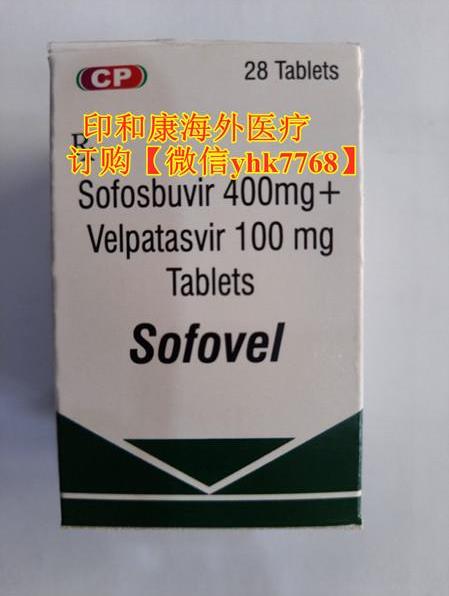 CP
28 Tablets
印和康海外医疗
Rx
订购【微信yhk7768】
Sofosbuvir 400mg+
Velpatasvir 100 mg
Tablets
Sofovel